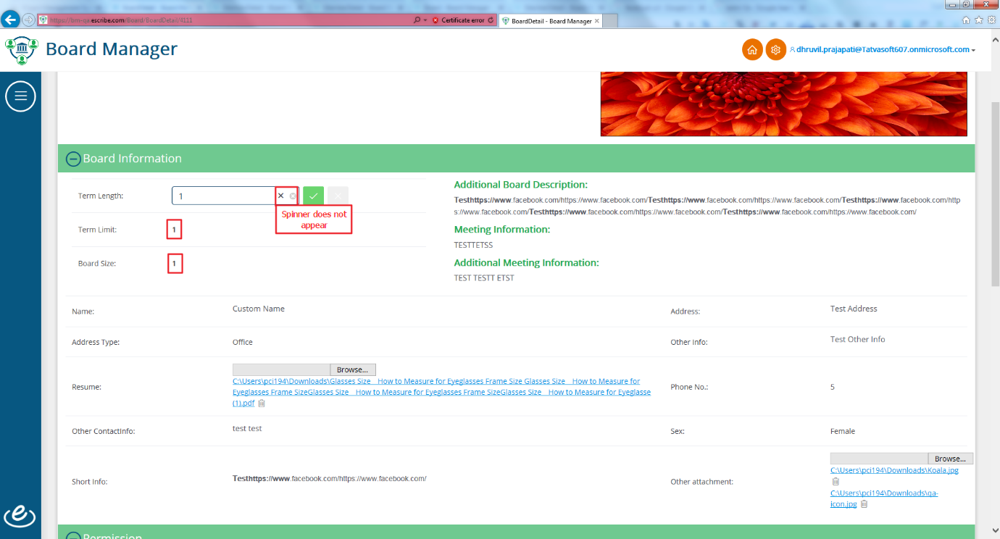 https://bm-qa.escribe.com/Board/BoardDetail/4111
Certificate error
BoardDetail - Board Manager
Board Manager
dhruvil.prajapati@Tatvasoft607.onmicrosoft.com
Board Information
Term Length:
1
Spinner does not
appear
Term Limit:
1
Board Size:
1
Additional Board Description:
Testhttps://www.facebook.com/https://www.facebook.com/Testhttps://www.facebook.com/https://www.facebook.com/Testhttps://www.facebook.com/http
s://www.facebook.com/Testhttps://www.facebook.com/https://www.facebook.com/Testhttps://www.facebook.com/https://www.facebook.com/
Meeting Information:
TESTTETSS
Additional Meeting Information:
TEST TESTT ETST
Name:
Custom Name
Address:
Test Address
Address Type:
Office
Other Info:
Test Other Info
Resume:
Browse...
C:\Users\pci194\Downloads\Glasses Size _ How to Measure for Eyeglasses Frame Size Glasses Size _ How to Measure for
Eyeglasses Frame SizeGlasses Size _ How to Measure for Eyeglasses Frame SizeGlasses Size _ How to Measure for Eyeglasse
(1).pdf
Phone No.:
5
Other ContactInfo:
test test
Sex:
Female
Short Info:
Testhttps://www.facebook.com/https://www.facebook.com/
Other attachment:
Browse...
C:\Users\pci194\Downloads\Koala.jpg
C:\Users\pci194\Downloads\qa-
icon.jpg
Permission